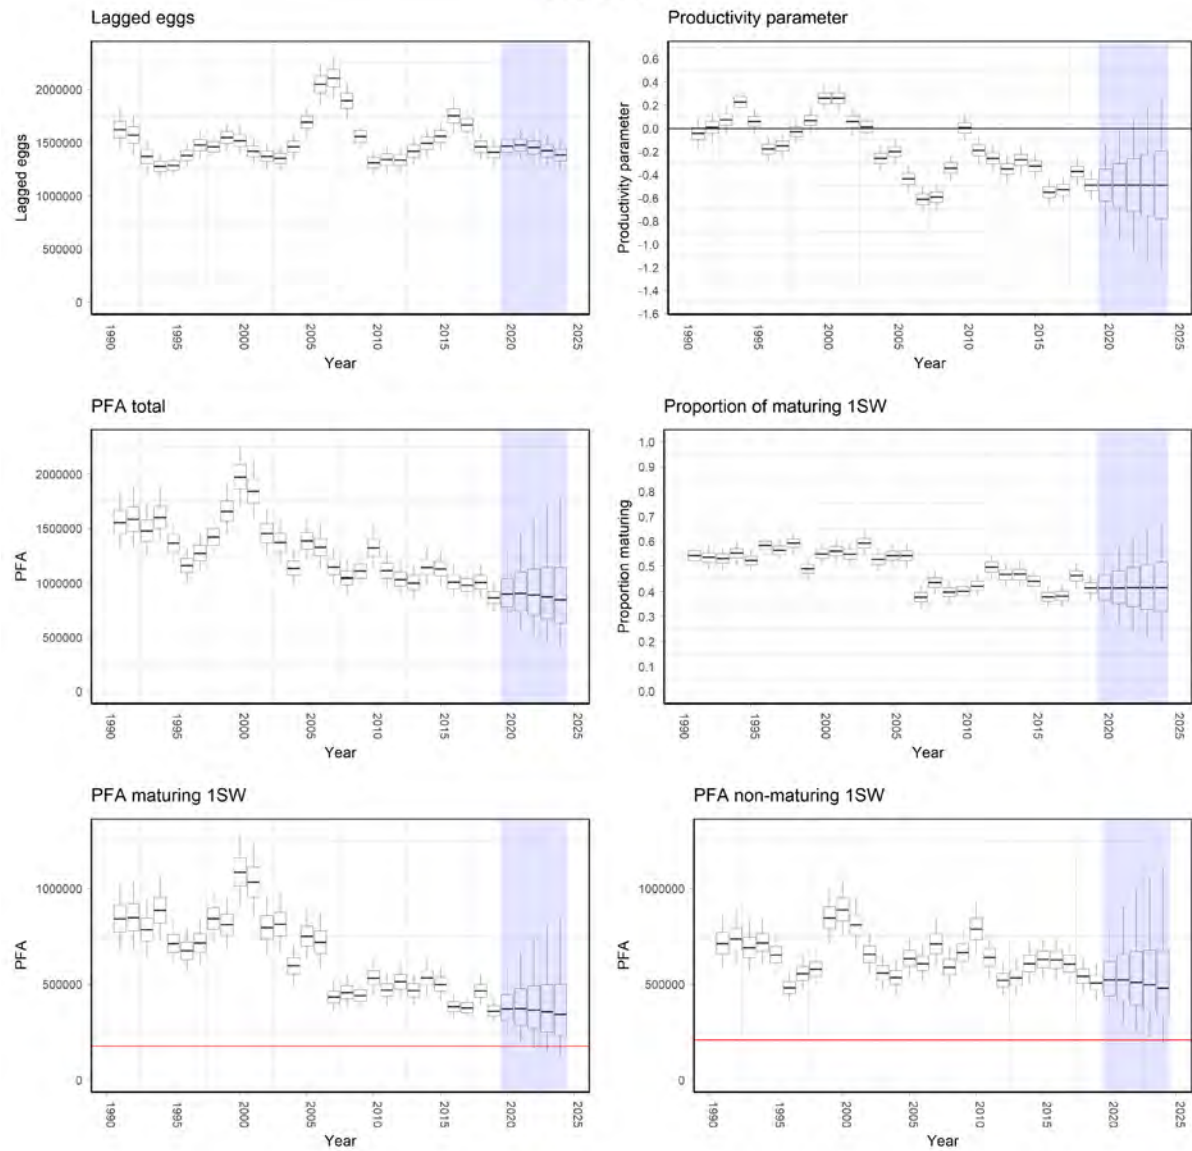 Lagged eggs
Lagged eggs
2000000
1500000
1000000
500000
0
1990 1995 2000 2005 2010 2015 2020 2025
Year
Productivity parameter
Productivity parameter
0.6
0.4
0.2
0.0
-0.2
-0.4
-0.6
-0.8
-1.0
-1.2
-1.4
-1.6
1990 1995 2000 2005 2010 2015 2020 2025
Year
PFA total
PFA
2000000
1500000
1000000
500000
0
1990 1995 2000 2005 2010 2015 2020 2025
Year
Proportion of maturing 1SW
Proportion maturing
1.0
0.9
0.8
0.7
0.6
0.5
0.4
0.3
0.2
0.1
0.0
1990 1995 2000 2005 2010 2015 2020 2025
Year
PFA maturing 1SW
PFA
1000000
500000
0
1990 1995 2000 2005 2010 2015 2020 2025
Year
PFA non-maturing 1SW
PFA
1000000
500000
0
1990 1995 2000 2005 2010 2015 2020 2025
Year